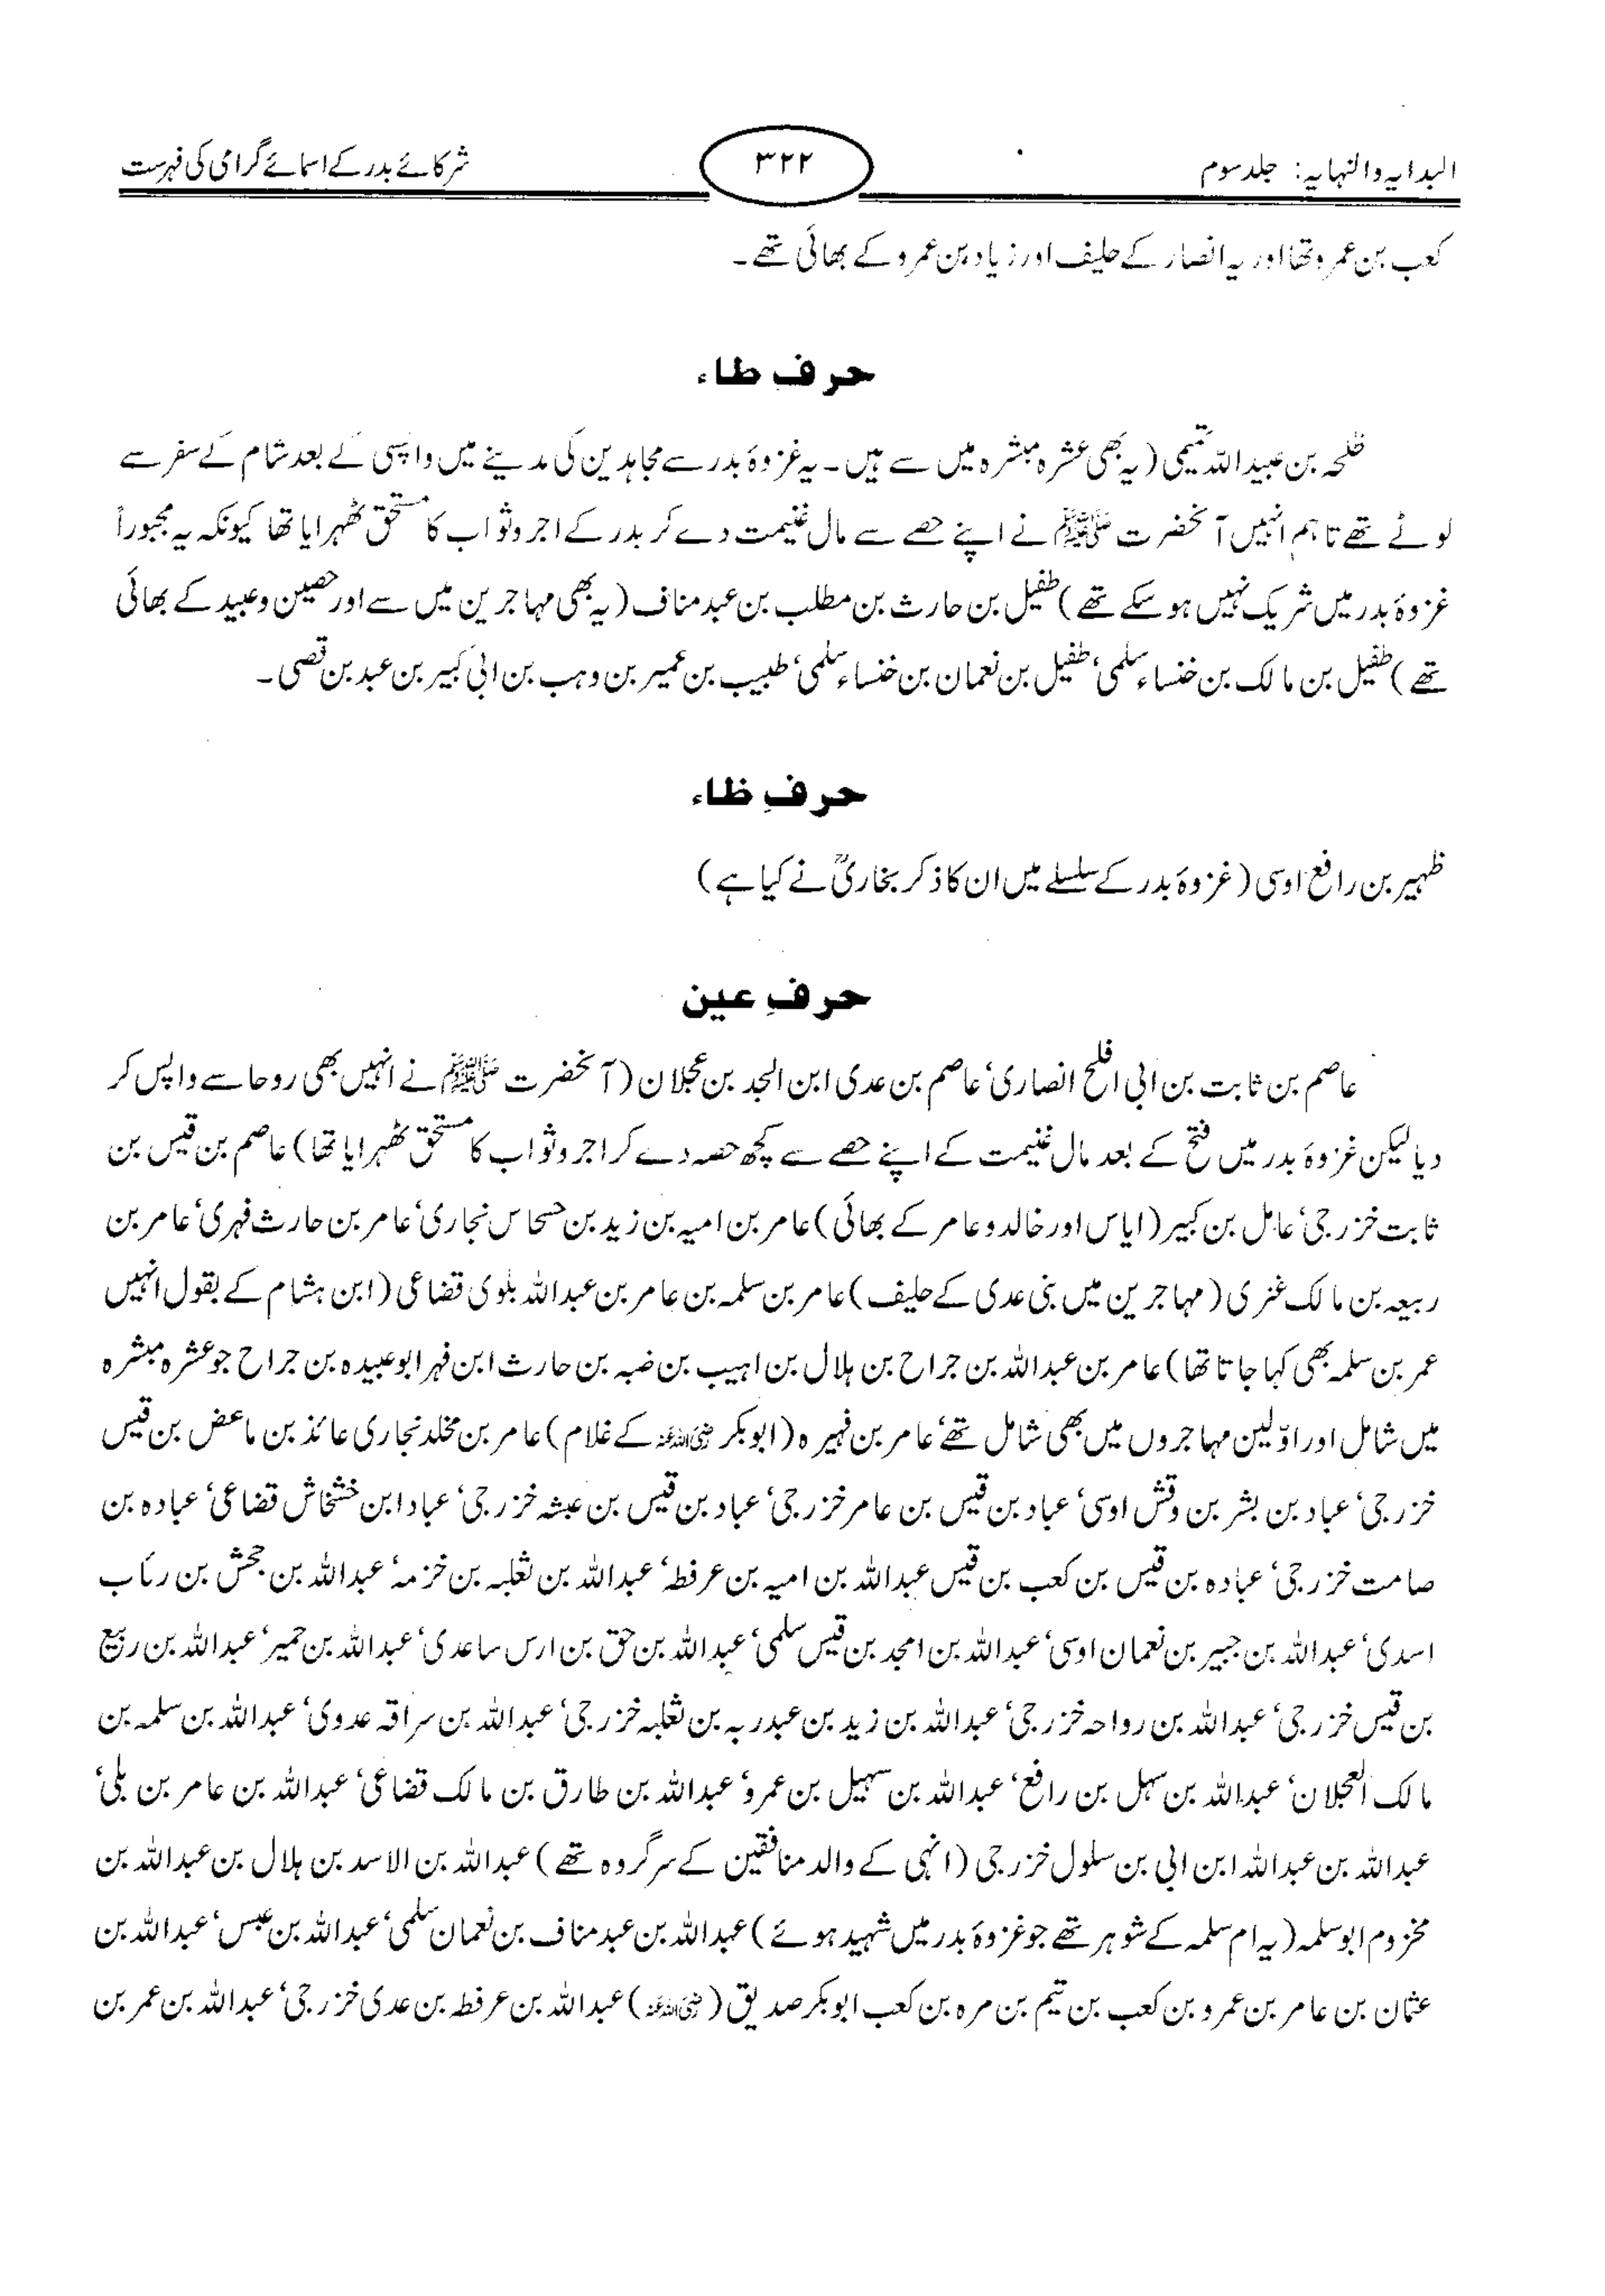 البدایہ والنہایہ: جلد سوم
۳۲۲
شرکائے بدر کے اسمائے گرامی کی فہرست
کعب بن عمرو تھا اور یہ انصار کے حلیف اور زیاد بن عمرو کے بھائی تھے۔
حرف طاء
طلحہ بن عبیداللہ تیمی (یہ بھی عشرہ مبشرہ میں سے ہیں۔ یہ غزوۂ بدر سے مجاہدین کی مدینے میں واپسی کے بعد شام کے سفر سے
لوٹے تھے تاہم انہیں آنحضرت ﷺ نے اپنے حصے سے مال غنیمت دے کر بدر کے اجر و ثواب کا مستحق ٹھہرایا تھا کیونکہ یہ مجبوراً
غزوۂ بدر میں شریک نہیں ہو سکے تھے) طفیل بن حارث بن مطلب بن عبد مناف (یہ بھی مہاجرین میں سے اور حصین و عبید کے بھائی
تھے) طفیل بن مالک بن خنساء سلمی‘ طفیل بن نعمان بن خنساء سلمی‘ طبیب بن عمیر بن وہب بن ابی کبیر بن عبد بن قصی۔
حرفِ ظاء
ظہیر بن رافع اوسی (غزوۂ بدر کے سلسلے میں ان کا ذکر بخاریؒ نے کیا ہے)
حرفِ عین
عاصم بن ثابت بن ابی افلح انصاری‘ عاصم بن عدی ابن الجد بن عجلان (آنحضرت ﷺ نے انہیں بھی روحا سے واپس کر
دیا لیکن غزوۂ بدر میں فتح کے بعد مال غنیمت کے اپنے حصے سے کچھ حصہ دے کر اجر و ثواب کا مستحق ٹھہرایا تھا) عاصم بن قیس بن
ثابت خزرجی‘ عاقل بن کبیر (ایاس اور خالد و عامر کے بھائی) عامر بن امیہ بن زید بن حسحاس نجاری‘ عامر بن حارث فہری‘ عامر بن
ربیعہ بن مالک عنزی (مہاجرین میں بنی عدی کے حلیف) عامر بن سلمہ بن عامر بن عبداللہ بلوی قضاعی (ابن ہشام کے بقول انہیں
عمر بن سلمہ بھی کہا جاتا تھا) عامر بن عبداللہ بن جراح بن ہلال بن اہیب بن ضبہ بن حارث ابن فہر ابوعبیدہ بن جراح جو عشرہ مبشرہ
میں شامل اور اوّلین مہاجروں میں بھی شامل تھے‘ عامر بن فہیرہ (ابوبکر رضی اللہ عنہ کے غلام) عامر بن مخلد نجاری عائذ بن ماعض بن قیس
خزرجی‘ عباد بن بشر بن وقش اوسی‘ عباد بن قیس بن عامر خزرجی‘ عباد بن قیس بن عبشہ خزرجی‘ عباد ابن خشخاش قضاعی‘ عبادہ بن
صامت خزرجی‘ عبادہ بن قیس بن کعب بن قیس عبداللہ بن امیہ بن عرفطہ‘ عبداللہ بن ثعلبہ بن خزمہ‘ عبداللہ بن جحش بن رئاب
اسدی‘ عبداللہ بن جبیر بن نعمان اوسی‘ عبداللہ بن امجد بن قیس سلمی‘ عبداللہ بن حق بن ارس ساعدی‘ عبداللہ بن حمیر‘ عبداللہ بن ربیع
بن قیس خزرجی‘ عبداللہ بن رواحہ خزرجی‘ عبداللہ بن زید بن عبدربہ بن ثعلبہ خزرجی‘ عبداللہ بن سراقہ عدوی‘ عبداللہ بن سلمہ بن
مالک العجلان‘ عبداللہ بن سہل بن رافع‘ عبداللہ بن سہیل بن عمرو‘ عبداللہ بن طارق بن مالک قضاعی‘ عبداللہ بن عامر بن بلی‘
عبداللہ بن عبداللہ ابن ابی بن سلول خزرجی (انہی کے والد منافقین کے سرگروہ تھے) عبداللہ بن الاسد بن ہلال بن عبداللہ بن
مخزوم ابوسلمہ (یہ ام سلمہ کے شوہر تھے جو غزوۂ بدر میں شہید ہوئے) عبداللہ بن عبد مناف بن نعمان سلمی‘ عبداللہ بن عبس‘ عبداللہ بن
عثمان بن عامر بن عمرو بن کعب بن تیم بن مرہ بن کعب ابوبکر صدیق (رضی اللہ عنہ) عبداللہ بن عرفطہ بن عدی خزرجی‘ عبداللہ بن عمر بن